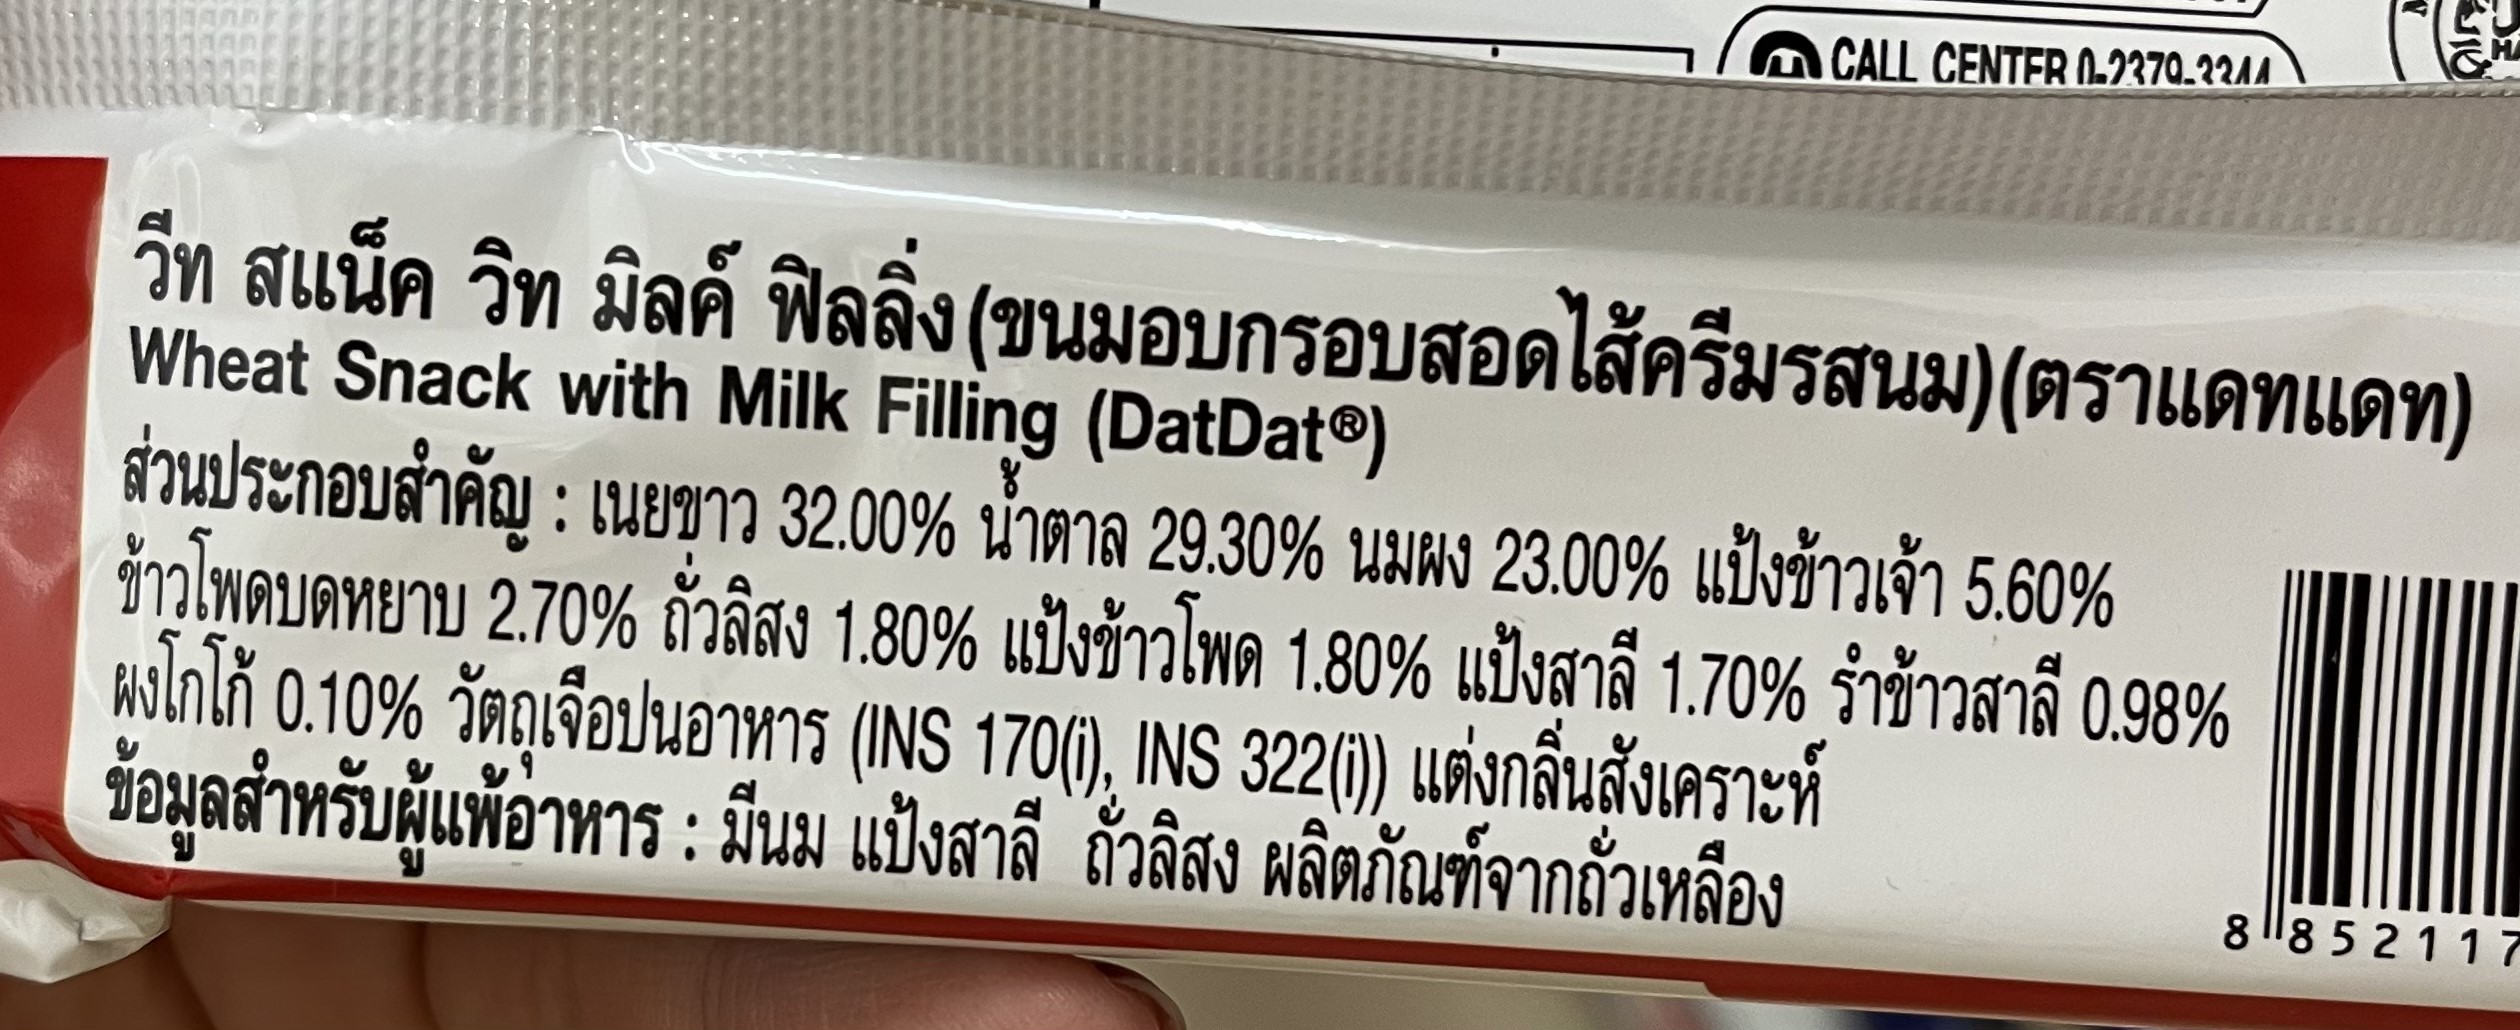 CALL CENTER 0-2379-3344
วีท สแน็ค วิท มิลค์ ฟิลลิ่ง (ขนมอบกรอบสอดไส้ครีมรสนม) (ตราแดทแดท)
Wheat Snack with Milk Filling (DatDat®)
ส่วนประกอบสำคัญ : เนยขาว 32.00% น้ำตาล 29.30% นมผง 23.00% แป้งข้าวเจ้า 5.60%
ข้าวโพดบดหยาบ 2.70% ถั่วลิสง 1.80% แป้งข้าวโพด 1.80% แป้งสาลี 1.70% รำข้าวสาลี 0.98%
ผงโกโก้ 0.10% วัตถุเจือปนอาหาร (INS 170(i), INS 322(i)) แต่งกลิ่นสังเคราะห์
ข้อมูลสำหรับผู้แพ้อาหาร : มีนม แป้งสาลี ถั่วลิสง ผลิตภัณฑ์จากถั่วเหลือง
8 852117